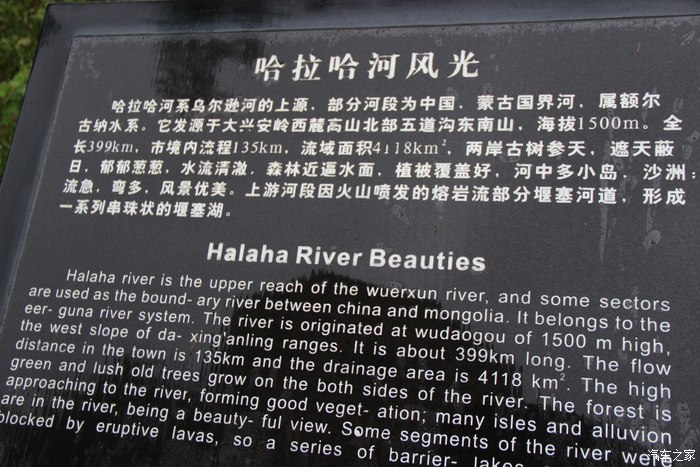 哈拉哈河风光
哈拉哈河系乌尔逊河的上源，部分河段为中国、蒙古国界河，属额尔
古纳水系。它发源于大兴安岭西麓高山北部五道沟东南山，海拔1500m。全
长399km，市境内流程135km，流域面积4118km²，两岸古树参天，遮天蔽
日，郁郁葱葱，水流清澈，森林近逼水面，植被覆盖好，河中多小岛，沙洲；
流急，弯多，风景优美。上游河段因火山喷发的熔岩流部分堰塞河道，形成
一系列串珠状的堰塞湖。
Halaha River Beauties
Halaha river is the upper reach of the wuerxun river, and some sectors
are used as the bound- ary river between china and mongolia. It belongs to the
eer- guna river system. The river is originated at wudaogou of 1500 m high,
the west slope of da- xing'anling ranges. It is about 399km long. The flow
distance in the town is 135km and the drainage area is 4118 km². The high
green and lush old trees grow on the both sides of the river. The forest is
approaching to the river, forming good veget- ation; many isles and alluvion
are in the river, being a beauty- ful view. Some segments of the river were
blocked by eruptive lavas, so a series of barrier- lakes
汽车之家